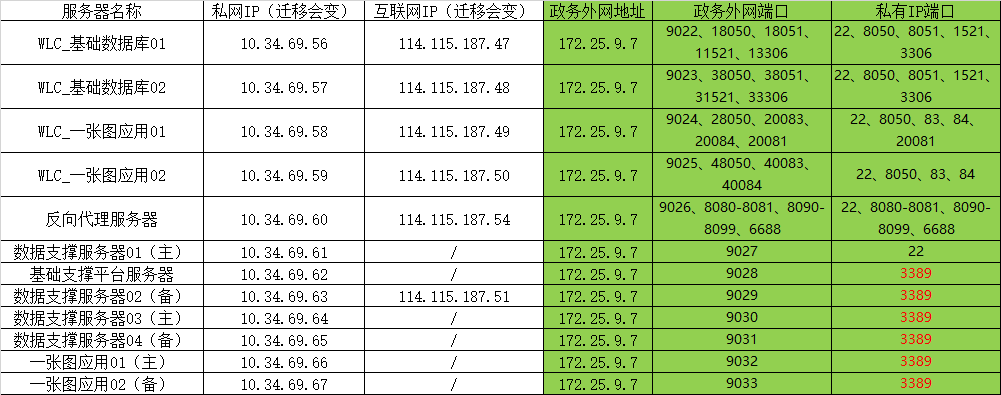 服务器名称 私网IP（迁移会变） 互联网IP（迁移会变） 政务外网地址 政务外网端口 私有IP端口
WLC_基础数据库01 10.34.69.56 114.115.187.47 172.25.9.7 9022、18050、18051、 22、8050、8051、1521、
11521、13306 3306
WLC_基础数据库02 10.34.69.57 114.115.187.48 172.25.9.7 9023、38050、38051、 22、8050、8051、1521、
31521、33306 3306
WLC_一张图应用01 10.34.69.58 114.115.187.49 172.25.9.7 9024、28050、20083、 22、8050、83、84、
20084、20081 20081
WLC_一张图应用02 10.34.69.59 114.115.187.50 172.25.9.7 9025、48050、40083、 22、8050、83、84
40084
反向代理服务器 10.34.69.60 114.115.187.54 172.25.9.7 9026、8080-8081、8090- 22、8080-8081、8090-
8099、6688 8099、6688
数据支撑服务器01（主） 10.34.69.61 / 172.25.9.7 9027 22
基础支撑平台服务器 10.34.69.62 / 172.25.9.7 9028 3389
数据支撑服务器02（备） 10.34.69.63 114.115.187.51 172.25.9.7 9029 3389
数据支撑服务器03（主） 10.34.69.64 / 172.25.9.7 9030 3389
数据支撑服务器04（备） 10.34.69.65 / 172.25.9.7 9031 3389
一张图应用01（主） 10.34.69.66 / 172.25.9.7 9032 3389
一张图应用02（备） 10.34.69.67 / 172.25.9.7 9033 3389